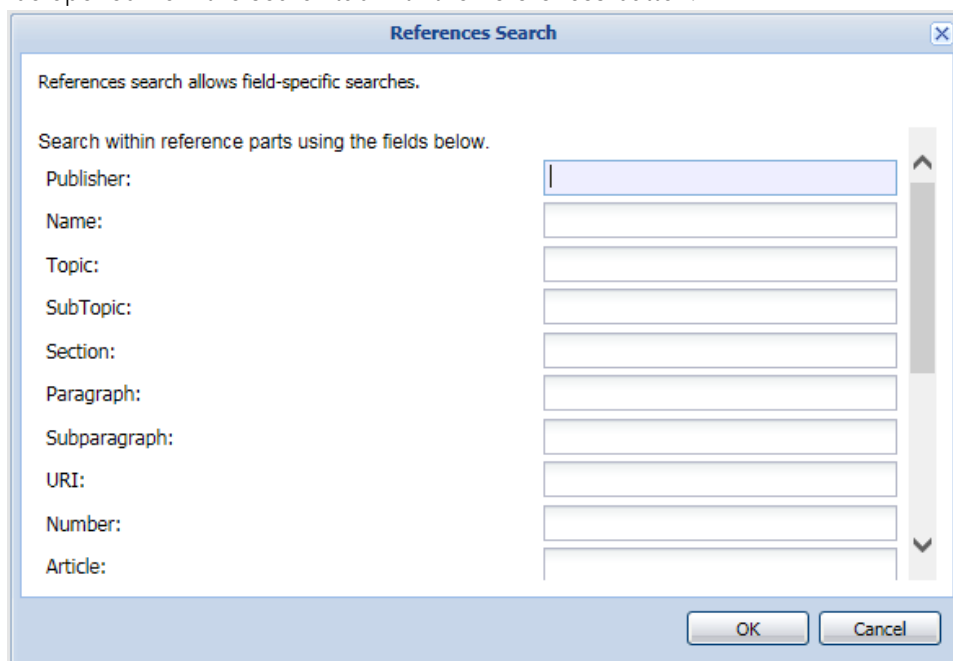 References Search
References search allows field-specific searches.
Search within reference parts using the fields below.
Publisher:
Name:
Topic:
SubTopic:
Section:
Paragraph:
Subparagraph:
URI:
Number:
Article:
OK Cancel